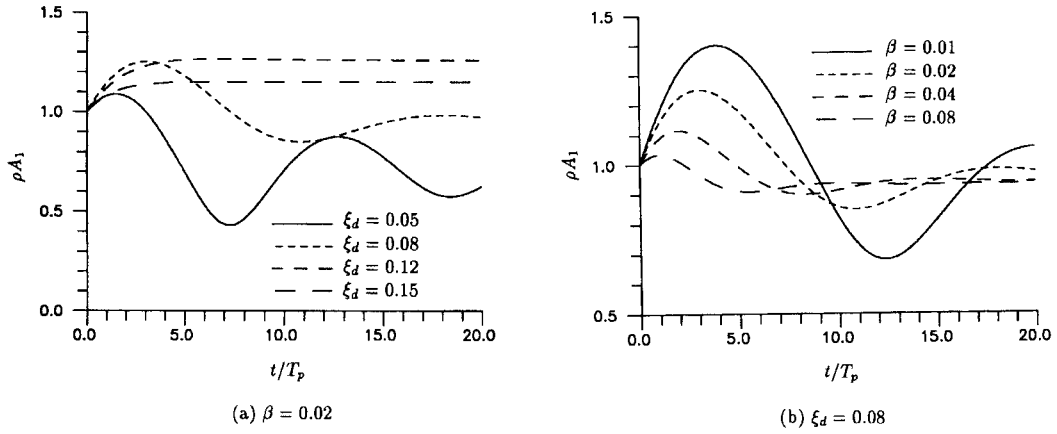 1.5
1.0
0.5
0.0
ρA₁
ξ_d = 0.05
ξ_d = 0.08
ξ_d = 0.12
ξ_d = 0.15
0.0 5.0 10.0 15.0 20.0
t/T_p
(a) β = 0.02
1.5
1.0
0.5
ρA₁
β = 0.01
β = 0.02
β = 0.04
β = 0.08
0.0 5.0 10.0 15.0 20.0
t/T_p
(b) ξ_d = 0.08